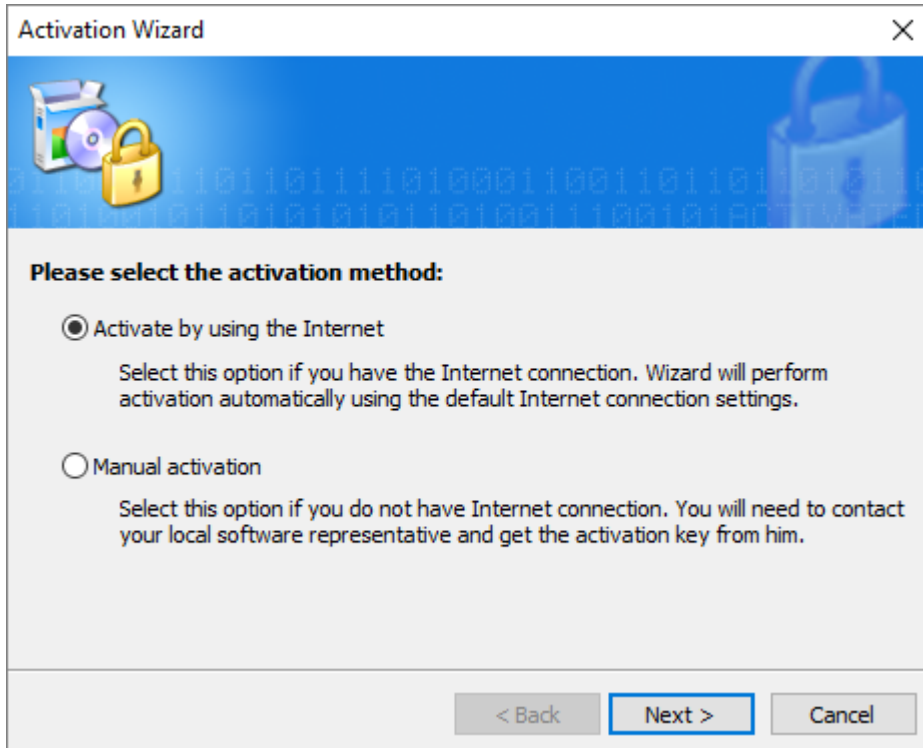 Activation Wizard
Please select the activation method:
Activate by using the Internet
Select this option if you have the Internet connection. Wizard will perform
activation automatically using the default Internet connection settings.
Manual activation
Select this option if you do not have Internet connection. You will need to contact
your local software representative and get the activation key from him.
< Back
Next >
Cancel